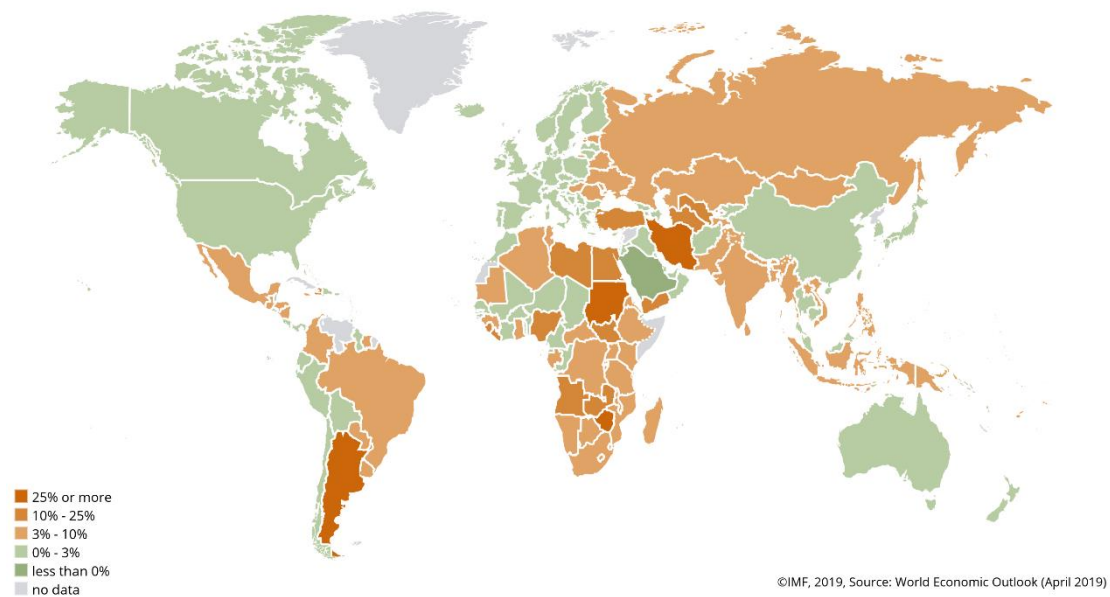 25% or more
10% - 25%
3% - 10%
0% - 3%
less than 0%
no data
©IMF, 2019, Source: World Economic Outlook (April 2019)